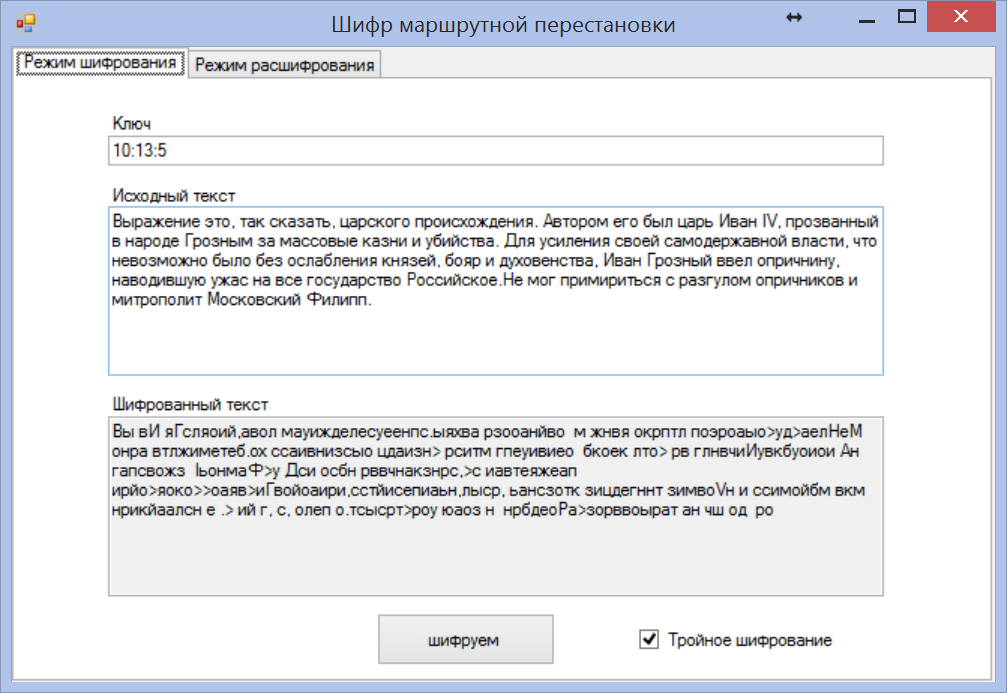 Шифр маршрутной перестановки
Режим шифрования Режим расшифрования
Ключ
10:13:5
Исходный текст
Выражение это, так сказать, царского происхождения. Автором его был царь Иван IV, прозванный
в народе Грозным за массовые казни и убийства. Для усиления своей самодержавной власти, что
невозможно было без ослабления князей, бояр и духовенства, Иван Грозный ввел опричнину,
наводившую ужас на все государство Российское.Не мог примириться с разгулом опричников и
митрополит Московский Филипп.
Шифрованный текст
Вы вИ яГсляоий,авол мауижделесуеенпс.ыяхва рзооанйво  м жнвя окрптл поэроаыо>уд>аелНеМ
онра втлжиметеб.ох ссаивнизсыо цдаизн> рситм гпеуивиео  бкоек лто> рв глнвчиИувкбуоиои Ан
гапсвожз  IьонмаФ>у Дси осбн рввчнакзнрс,>с иавтеяжеап
ирйо>яоко>>оаяв>иГвойоаири,сстйисепиаьн,лыср, ьансзотк зицдегннт зимвоVн и ссимойбм вкм
нрикйаалсн е .> ий г, с, олеп о.тсысрт>роу юаоз н  нрбдеоРа>зорввоырат ан чш од  ро
шифруем
Тройное шифрование